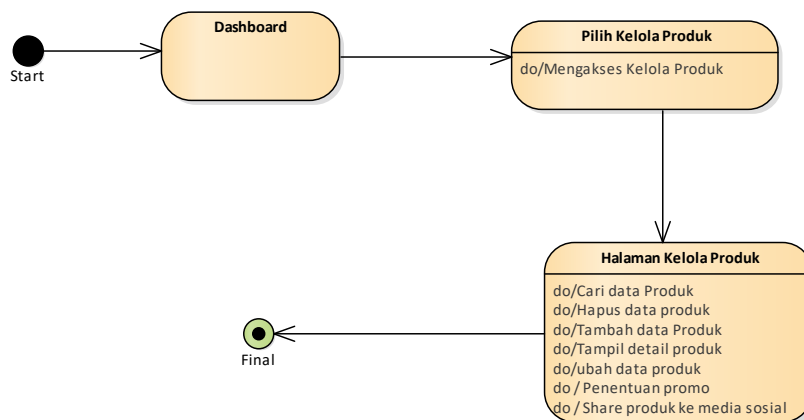 Start
Dashboard
Pilih Kelola Produk
do/Mengakses Kelola Produk
Halaman Kelola Produk
do/Cari data Produk
do/Hapus data produk
do/Tambah data Produk
do/Tampil detail produk
do/ubah data produk
do / Penentuan promo
do / Share produk ke media sosial
Final